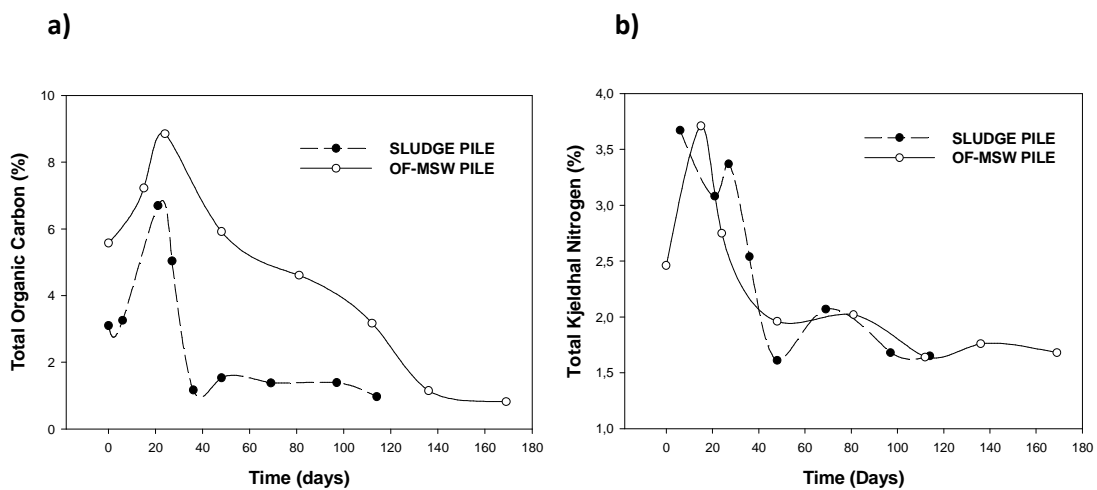 a)
10
8
6
4
2
0
Total Organic Carbon (%)
SLUDGE PILE
OF-MSW PILE
0 20 40 60 80 100 120 140 160 180
Time (days)
b)
4,0
3,5
3,0
2,5
2,0
1,5
1,0
Total Kjeldhal Nitrogen (%)
SLUDGE PILE
OF-MSW PILE
0 20 40 60 80 100 120 140 160 180
Time (Days)